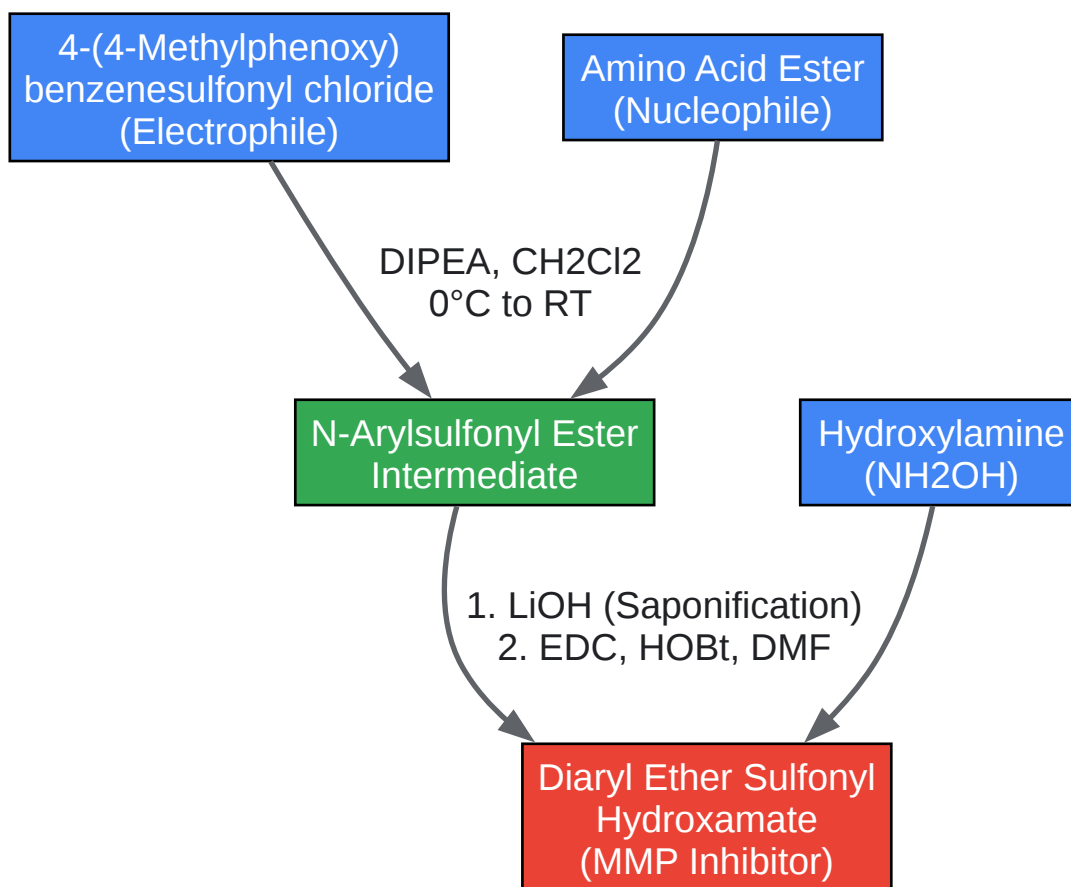 4-(4-Methylphenoxy)
benzenesulfonyl chloride
(Electrophile)
Amino Acid Ester
(Nucleophile)
DIPEA, CH2Cl2
0°C to RT
N-Arylsulfonyl Ester
Intermediate
Hydroxylamine
(NH2OH)
1. LiOH (Saponification)
2. EDC, HOBt, DMF
Diaryl Ether Sulfonyl
Hydroxamate
(MMP Inhibitor)